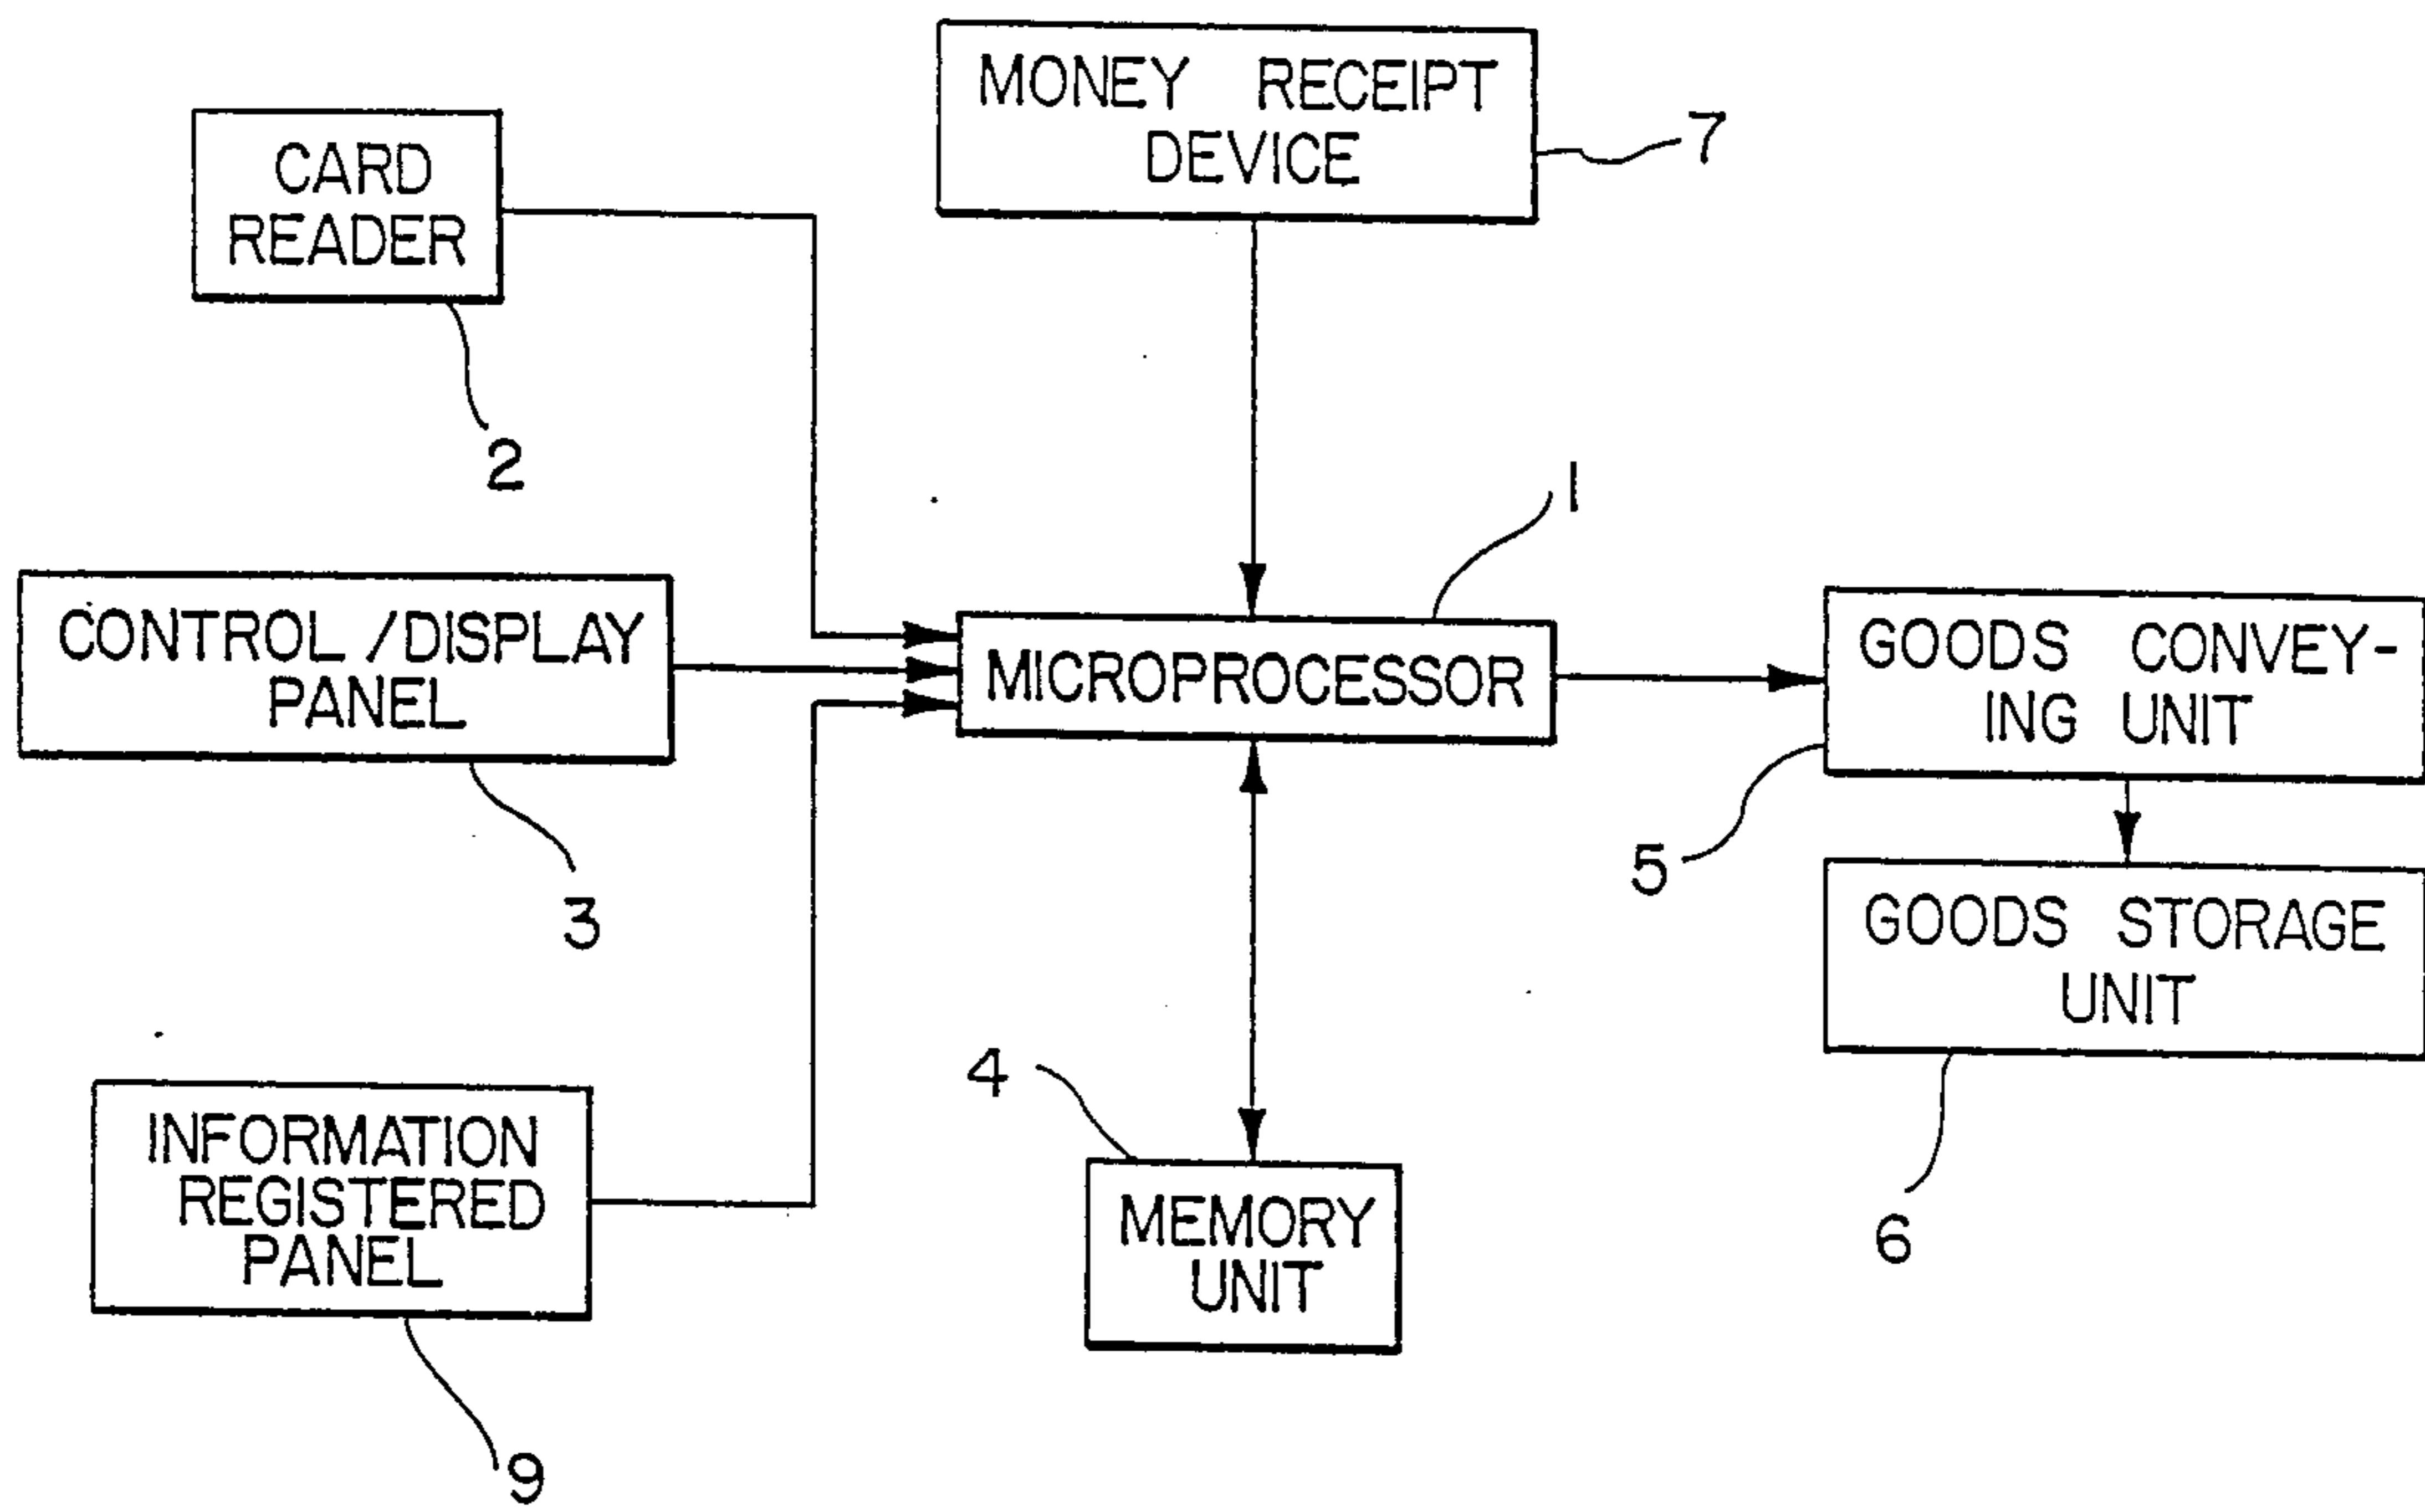 MONEY RECEIPT
DEVICE
7
CARD
READER
2
1
CONTROL/DISPLAY
PANEL
3
MICROPROCESSOR
GOODS CONVEY-
ING UNIT
5
GOODS STORAGE
UNIT
6
4
INFORMATION
REGISTERED
PANEL
9
MEMORY
UNIT